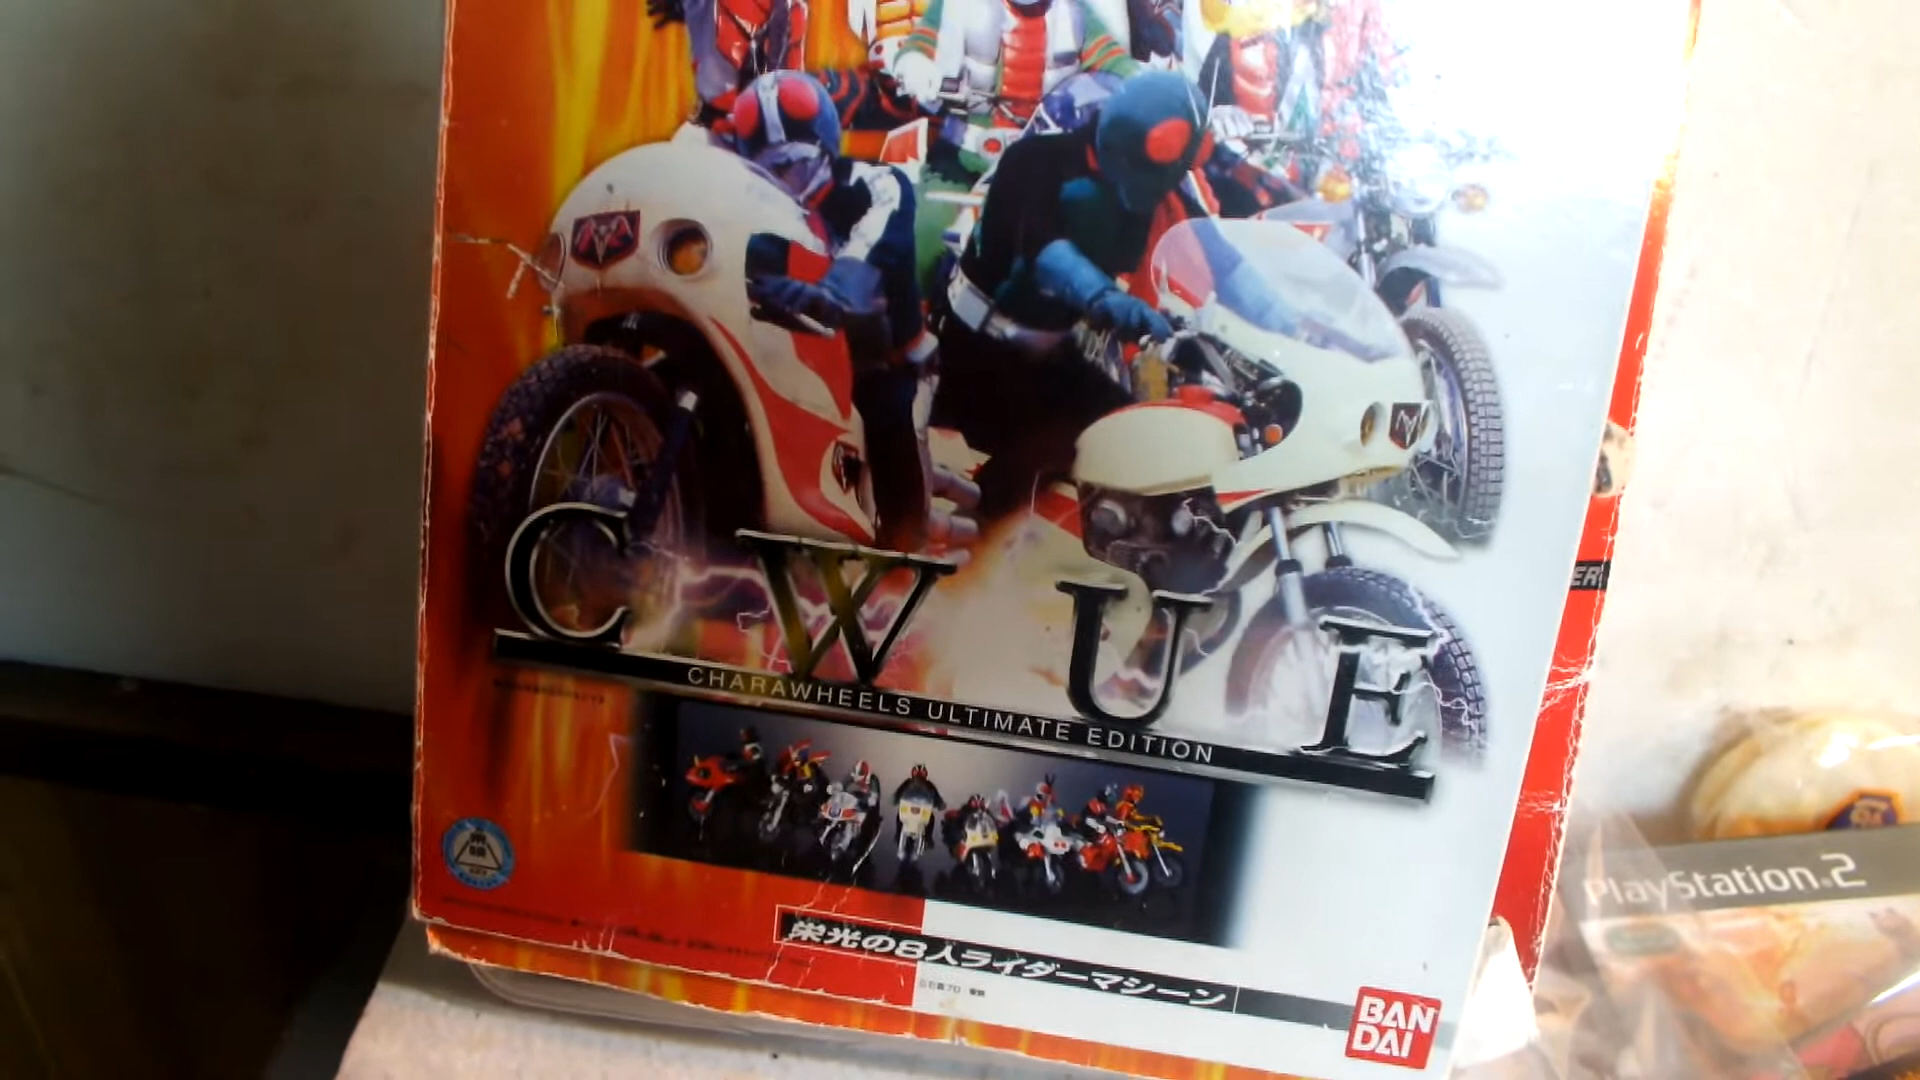 C W U E
CHARAWHEELS ULTIMATE EDITION
栄光の8人ライダーマシーン
BAN
DAI
ER
PlayStation.2